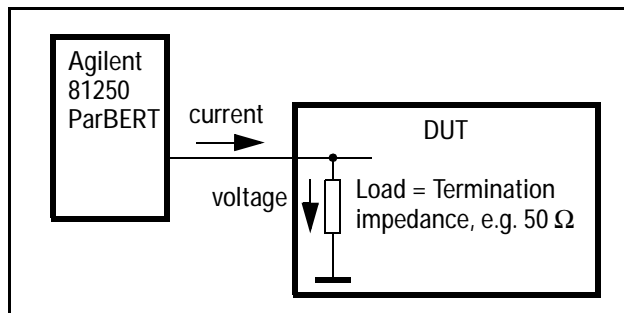 Agilent
81250
ParBERT
current
DUT
voltage
Load = Termination
impedance, e.g. 50 Ω